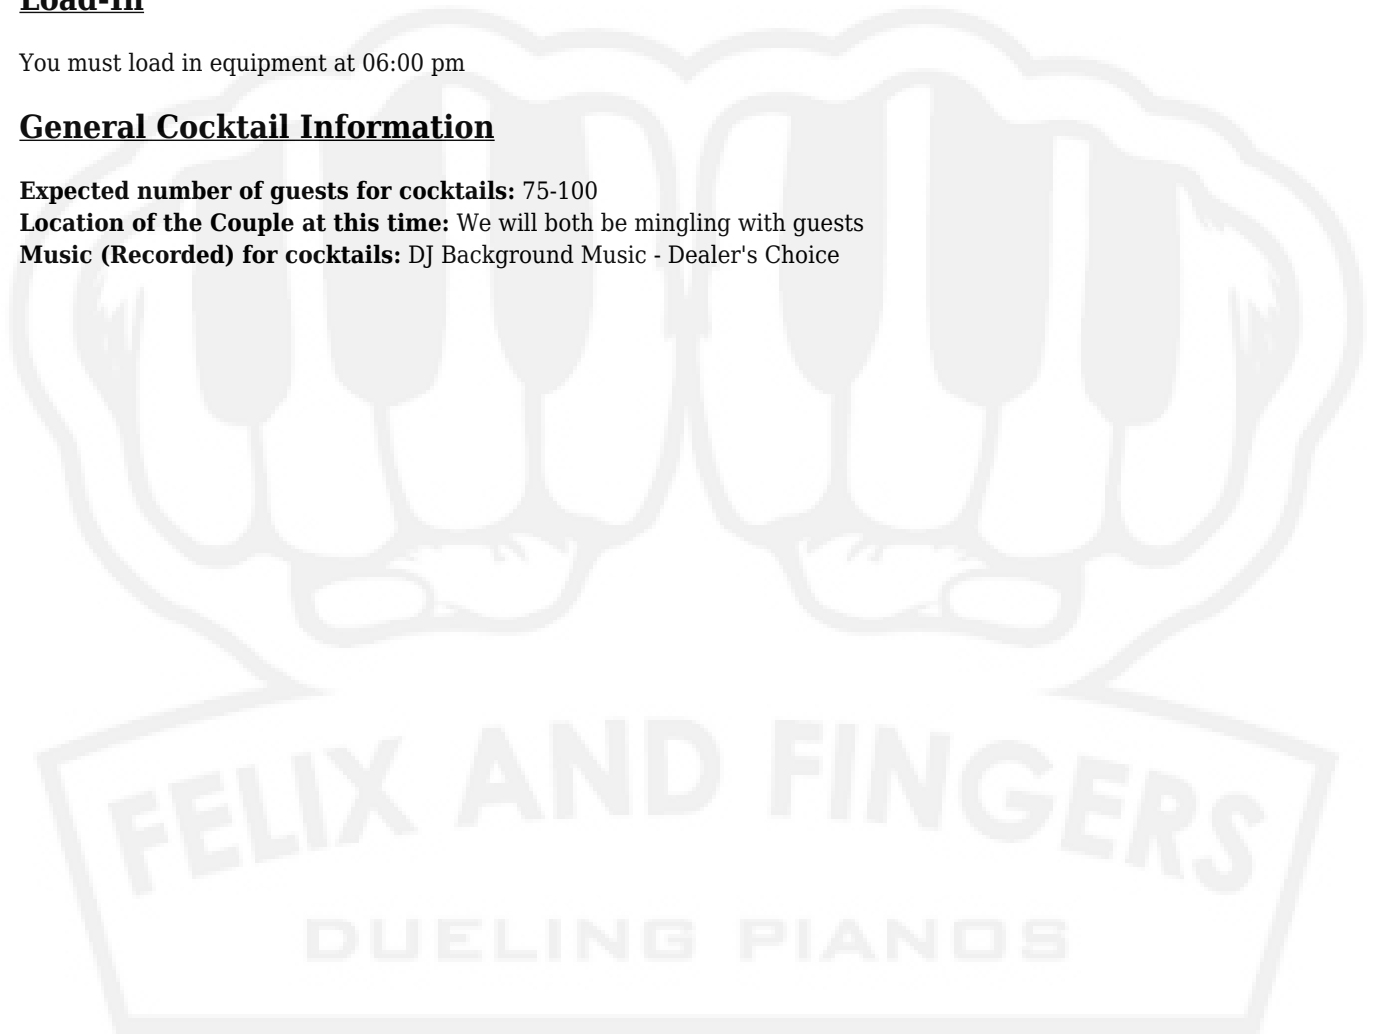 Load-In
You must load in equipment at 06:00 pm
General Cocktail Information
Expected number of guests for cocktails: 75-100
Location of the Couple at this time: We will both be mingling with guests
Music (Recorded) for cocktails: DJ Background Music - Dealer's Choice
FELIX AND FINGERS
DUELING PIANOS